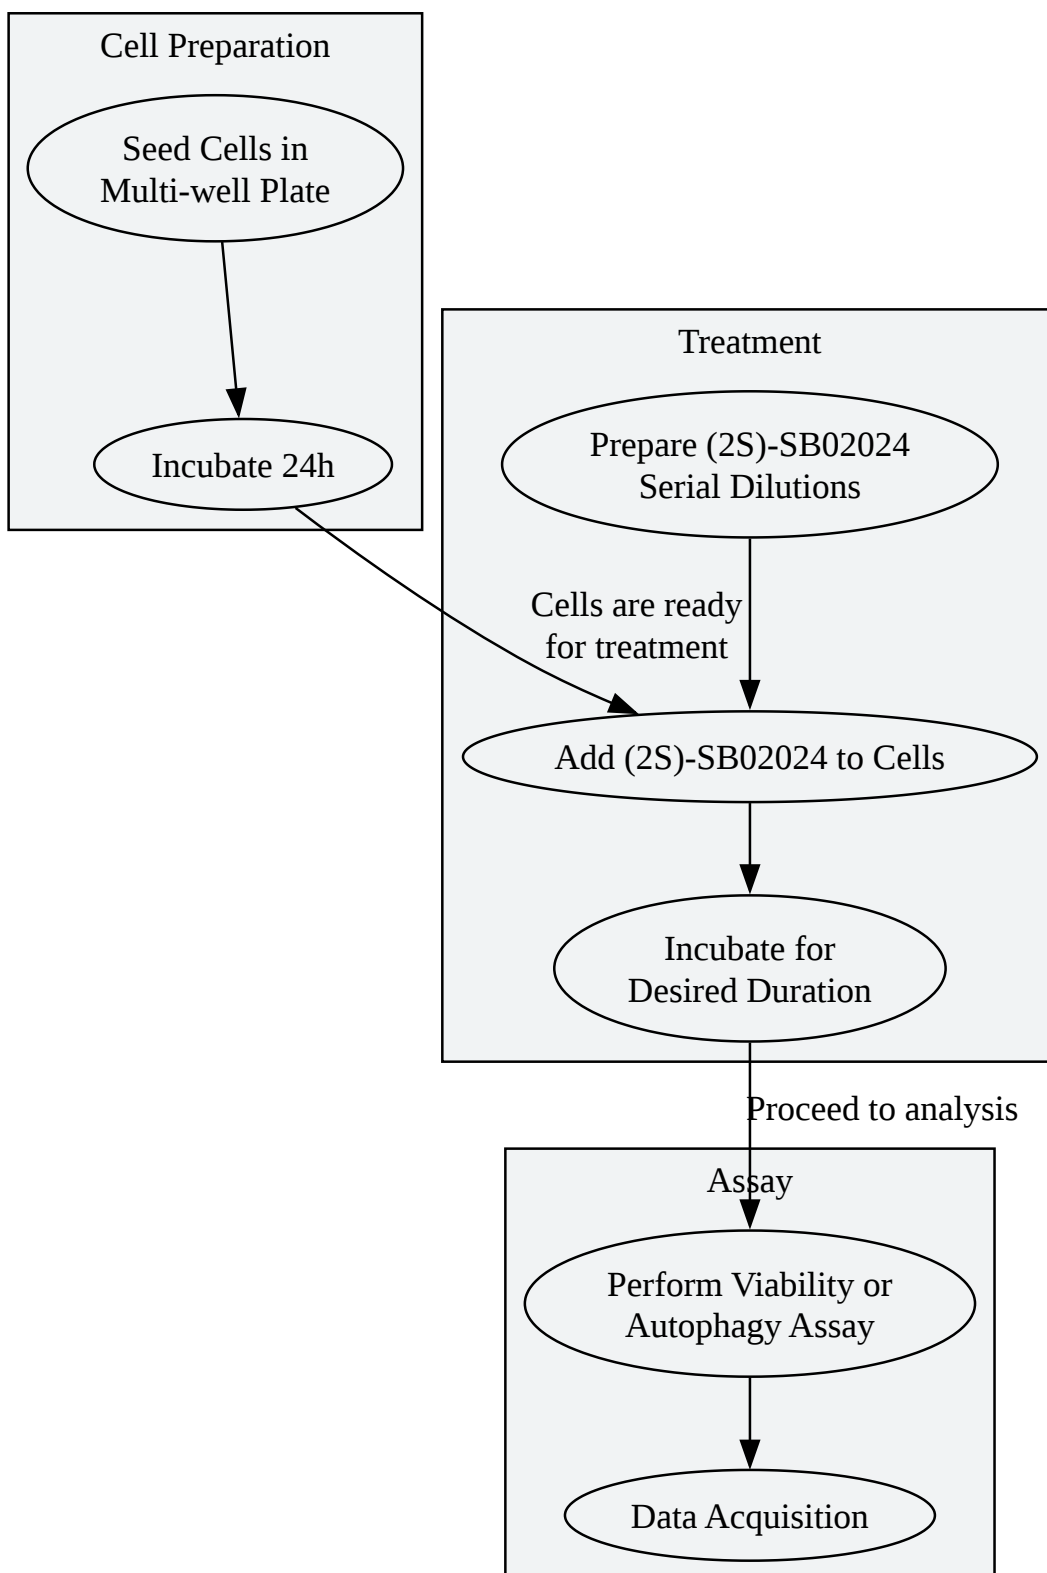 Cell Preparation
Seed Cells in
Multi-well Plate
Incubate 24h
Treatment
Prepare (2S)-SB02024
Serial Dilutions
Cells are ready
for treatment
Add (2S)-SB02024 to Cells
Incubate for
Desired Duration
Proceed to analysis
Assay
Perform Viability or
Autophagy Assay
Data Acquisition